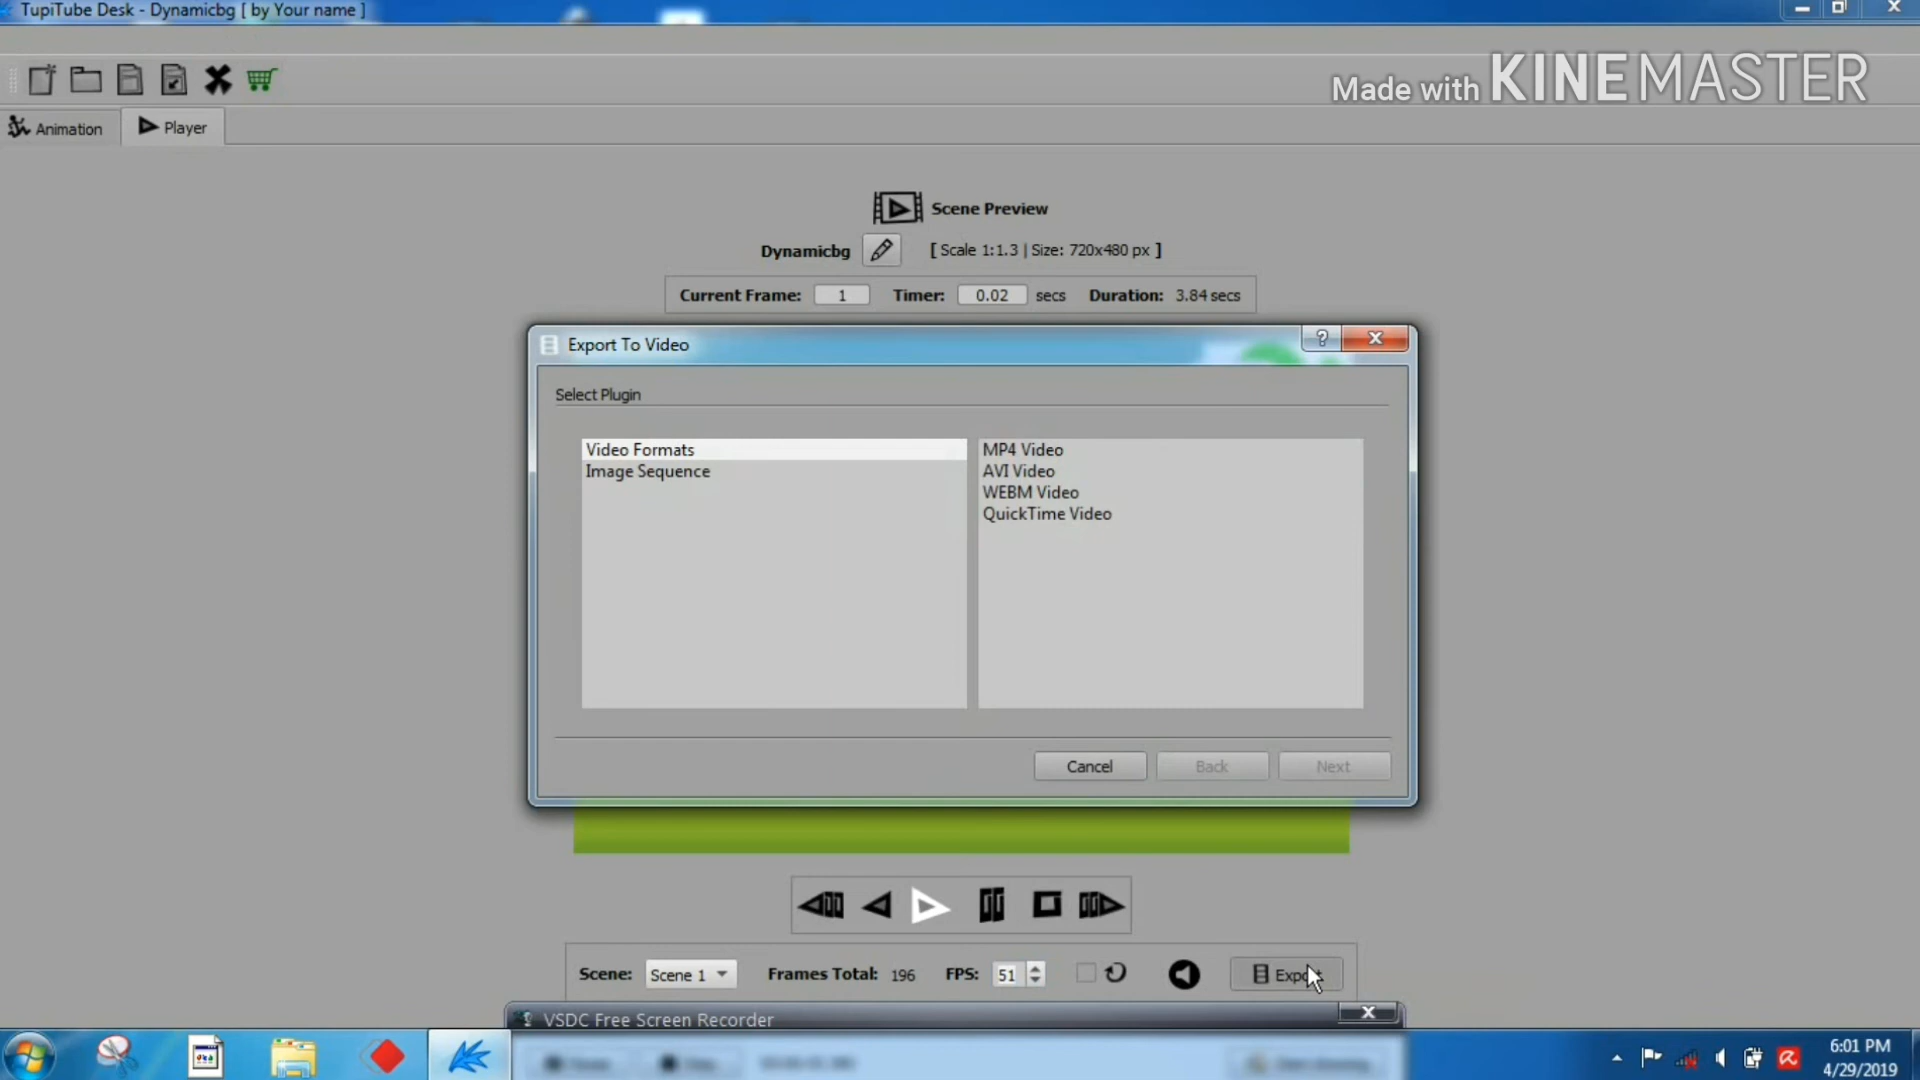 TupiTube Desk - Dynamicbg [ by Your name ]
Made with KINEMASTER
Animation Player
Scene Preview
Dynamicbg [ Scale 1:1.3 | Size: 720x480 px ]
Current Frame: 1 Timer: 0.02 secs Duration: 3.84 secs
Export To Video
?
Select Plugin
Video Formats
Image Sequence
MP4 Video
AVI Video
WEBM Video
QuickTime Video
Cancel Back Next
Scene: Scene 1 Frames Total: 196 FPS: 51 Export
VSDC Free Screen Recorder
6:01 PM
4/29/2019